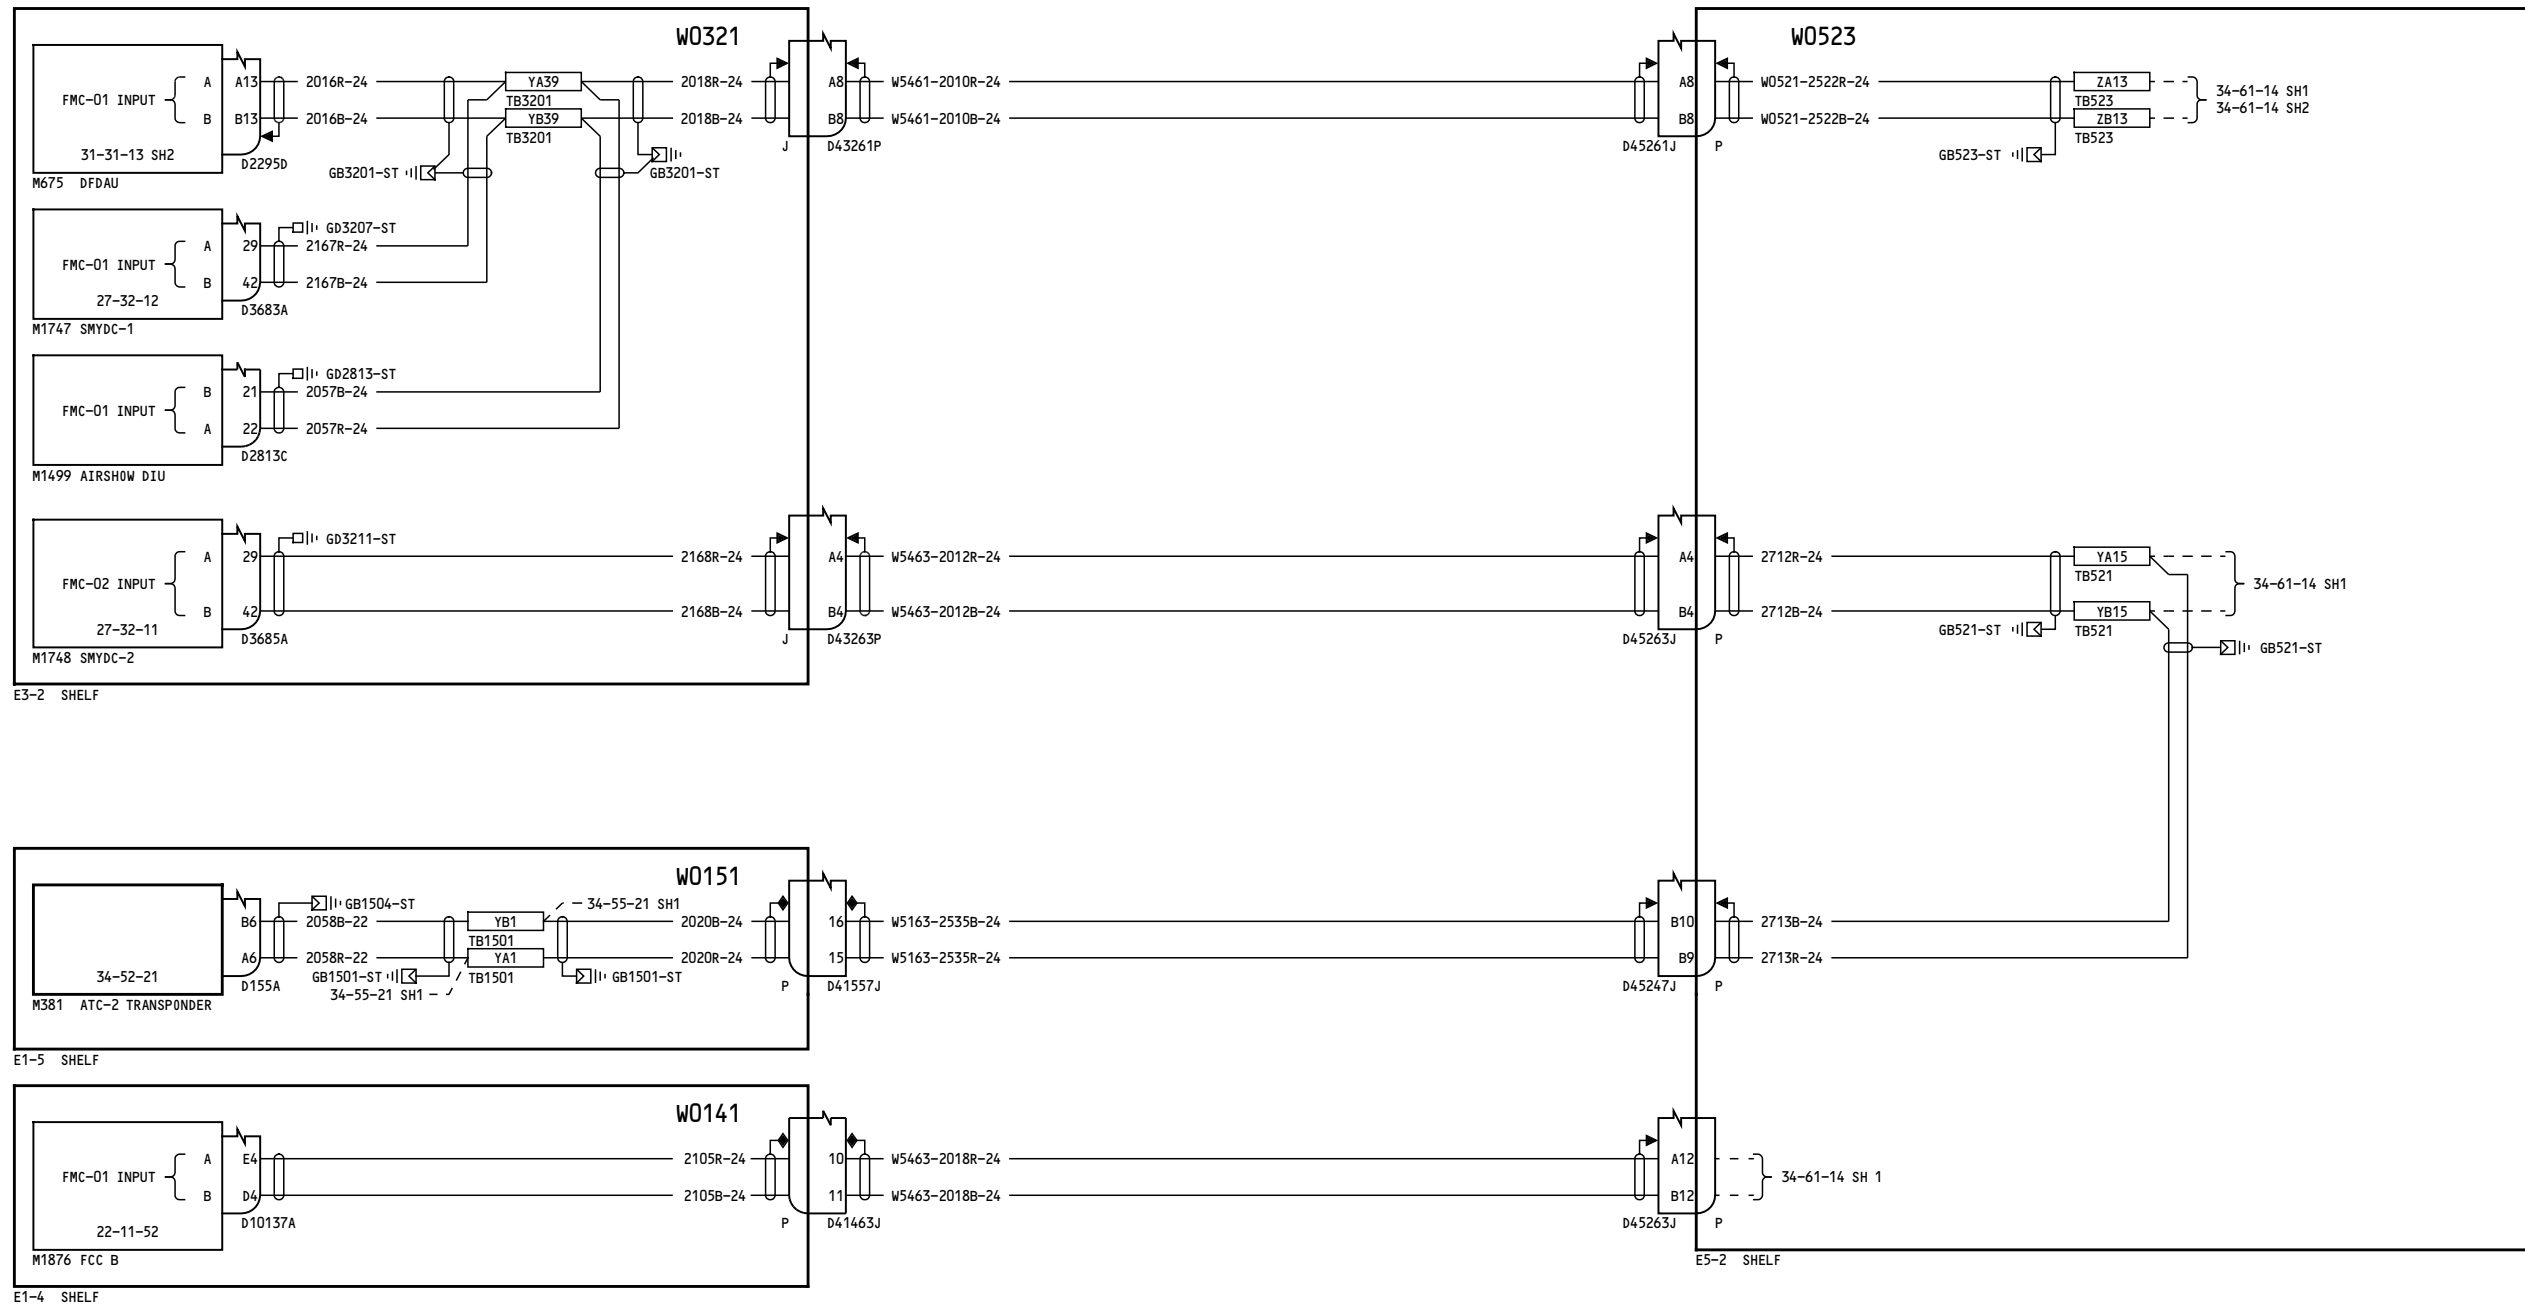 W0321
W0523
FMC-01 INPUT
A A13 2016R-24 YA39 2018R-24 A8 W5461-2010R-24 A8 W0521-2522R-24 ZA13
TB3201 TB523
B B13 2016B-24 YB39 2018B-24 B8 W5461-2010B-24 B8 W0521-2522B-24 ZB13
TB3201 TB523
34-61-14 SH1
34-61-14 SH2
31-31-13 SH2
J D43261P D45261J P
D2295D
GB3201-ST GB3201-ST GB523-ST
M675 DFDAU
GD3207-ST
A 29 2167R-24
FMC-01 INPUT
B 42 2167B-24
27-32-12
D3683A
M1747 SMYDC-1
GD2813-ST
B 21 2057B-24
FMC-01 INPUT
A 22 2057R-24
D2813C
M1499 AIRSHOW DIU
GD3211-ST
A 29 2168R-24 A4 W5463-2012R-24 A4 2712R-24 YA15
TB521
FMC-02 INPUT
34-61-14 SH1
B 42 2168B-24 B4 W5463-2012B-24 B4 2712B-24 YB15
27-32-11
GB521-ST TB521
D3685A J D43263P D45263J P
GB521-ST
M1748 SMYDC-2
E3-2 SHELF
W0151
GB1504-ST 34-55-21 SH1
B6 2058B-22 YB1 2020B-24 16 W5163-2535B-24 B10 2713B-24
TB1501
A6 2058R-22 YA1 2020R-24 15 W5163-2535R-24 B9 2713R-24
34-52-21
GB1501-ST TB1501 GB1501-ST
D155A P D41557J D45247J P
34-55-21 SH1
M381 ATC-2 TRANSPONDER
E1-5 SHELF
W0141
A E4 2105R-24 10 W5463-2018R-24 A12
FMC-01 INPUT
34-61-14 SH 1
B D4 2105B-24 11 W5463-2018B-24 B12
D10137A P D41463J D45263J P
22-11-52
M1876 FCC B
E5-2 SHELF
E1-4 SHELF